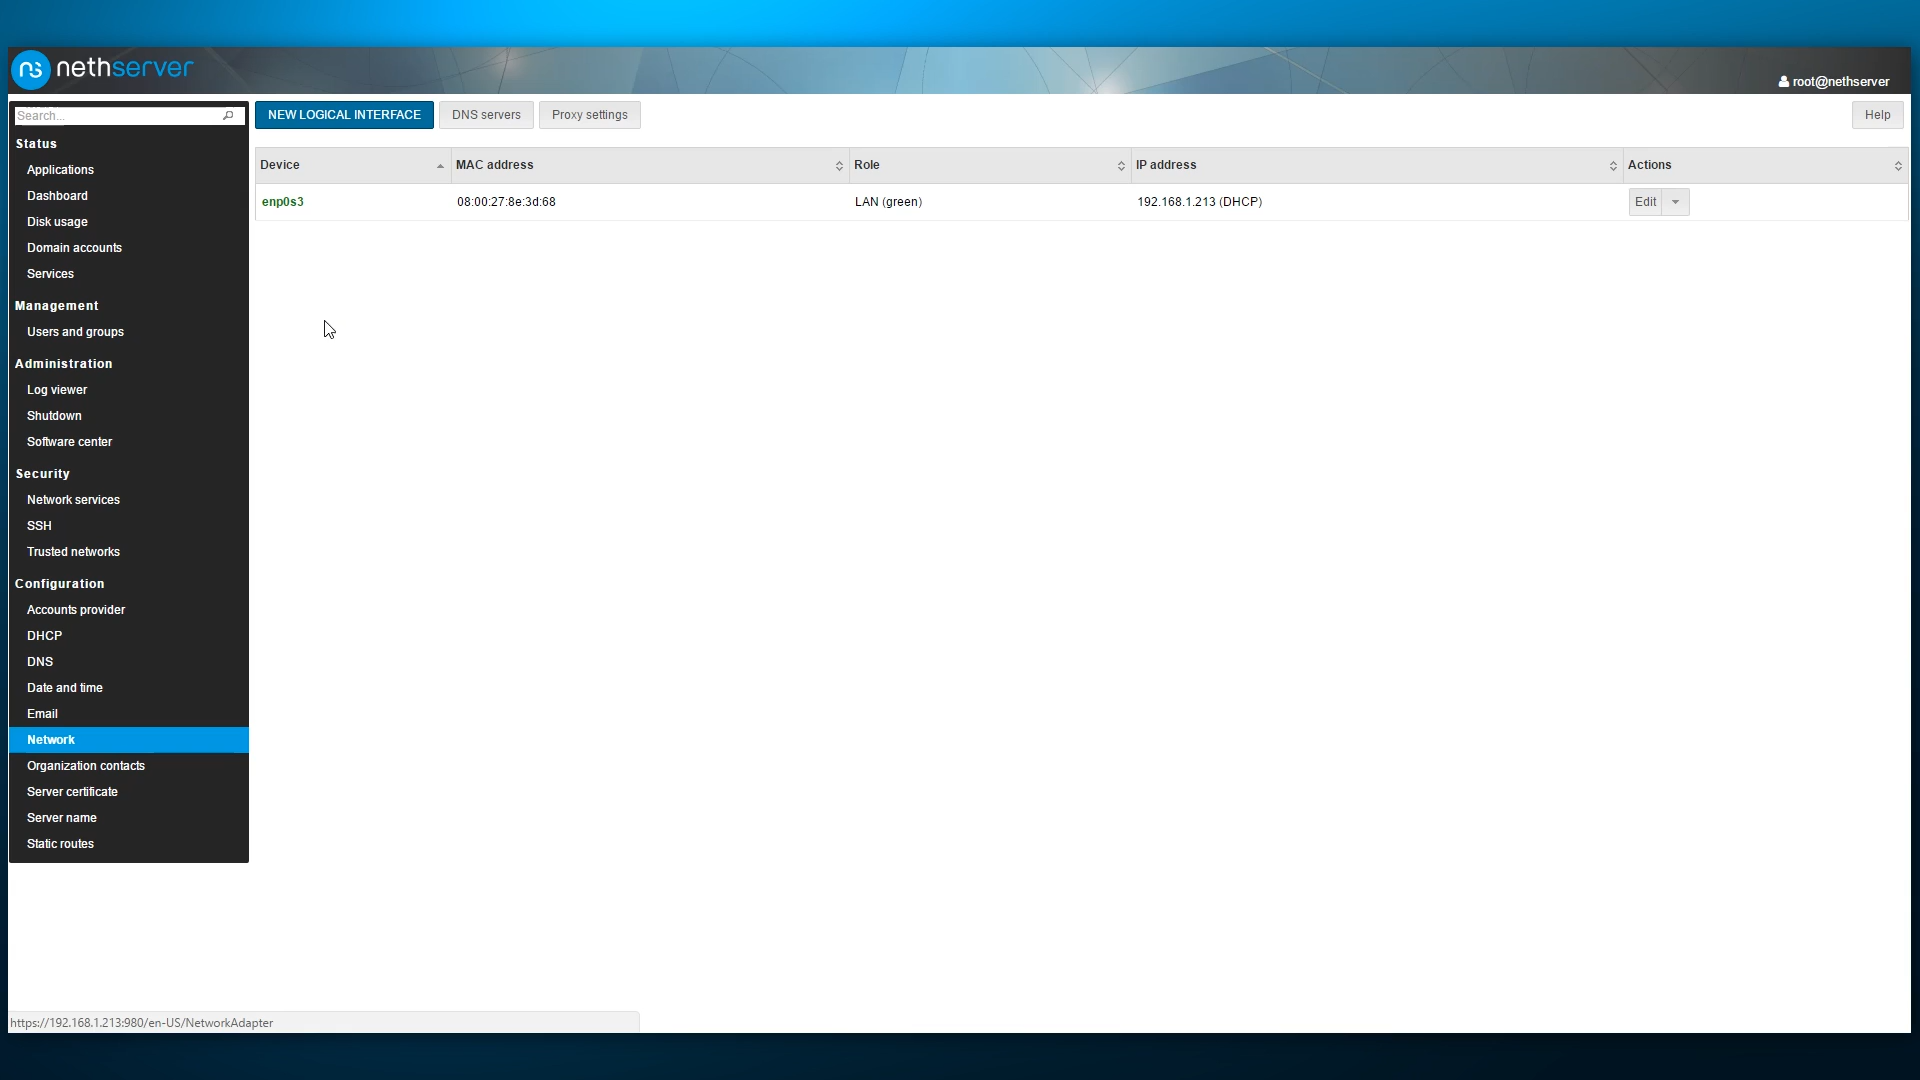 nethserver
root@nethserver
Search...
NEW LOGICAL INTERFACE DNS servers Proxy settings Help
Status
Applications
Dashboard
Disk usage
Domain accounts
Services
Management
Users and groups
Administration
Log viewer
Shutdown
Software center
Security
Network services
SSH
Trusted networks
Configuration
Accounts provider
DHCP
DNS
Date and time
Email
Network
Organization contacts
Server certificate
Server name
Static routes
Device MAC address Role IP address Actions
enp0s3 08:00:27:8e:3d:68 LAN (green) 192.168.1.213 (DHCP) Edit
https://192.168.1.213:980/en-US/NetworkAdapter